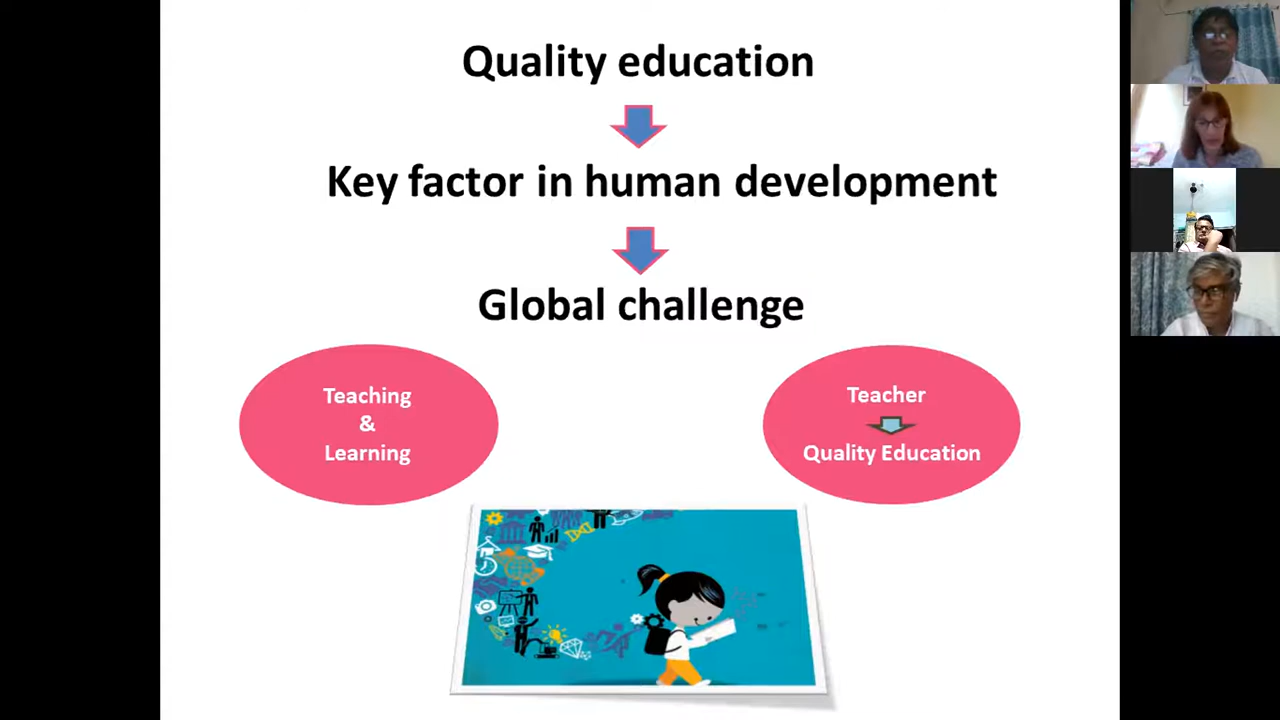 Quality education
Key factor in human development
Global challenge
Teaching
&
Learning
Teacher
Quality Education